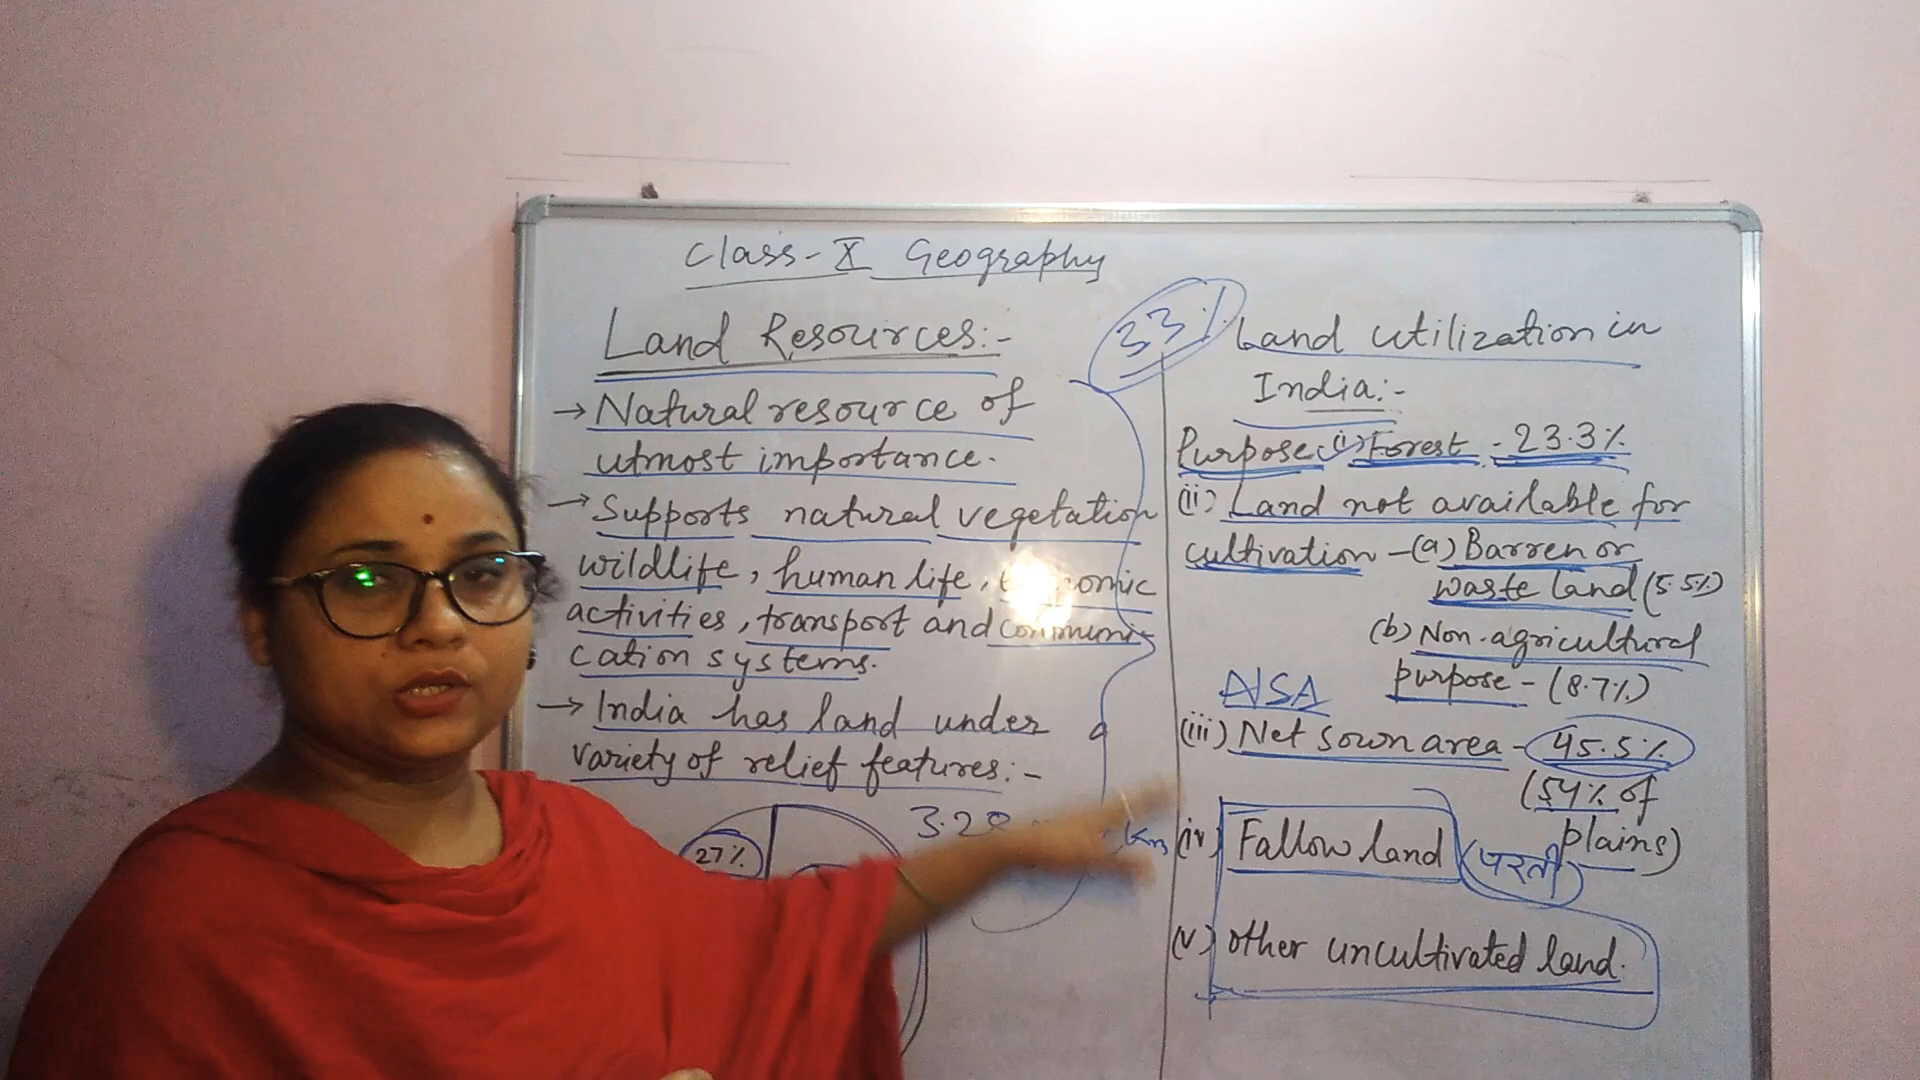 Class-X Geography
Land Resources:-
→ Natural resource of
utmost importance.
→ Supports natural vegetation
wildlife, human life,
activities, transport and communi-
cation systems.
→ India has land under
variety of relief features:-
27%
3.28
Km
33%
Land utilization in
India:-
Purpose:(i) Forest - 23.3%
(ii) Land not available for
cultivation - (a) Barren or
waste land (5.5%)
(b) Non-agricultural
purpose - (8.7%)
NSA
(iii) Net sown area - 45.5%
(54% of
plains)
(iv) Fallow land (परती)
(v) other uncultivated land.